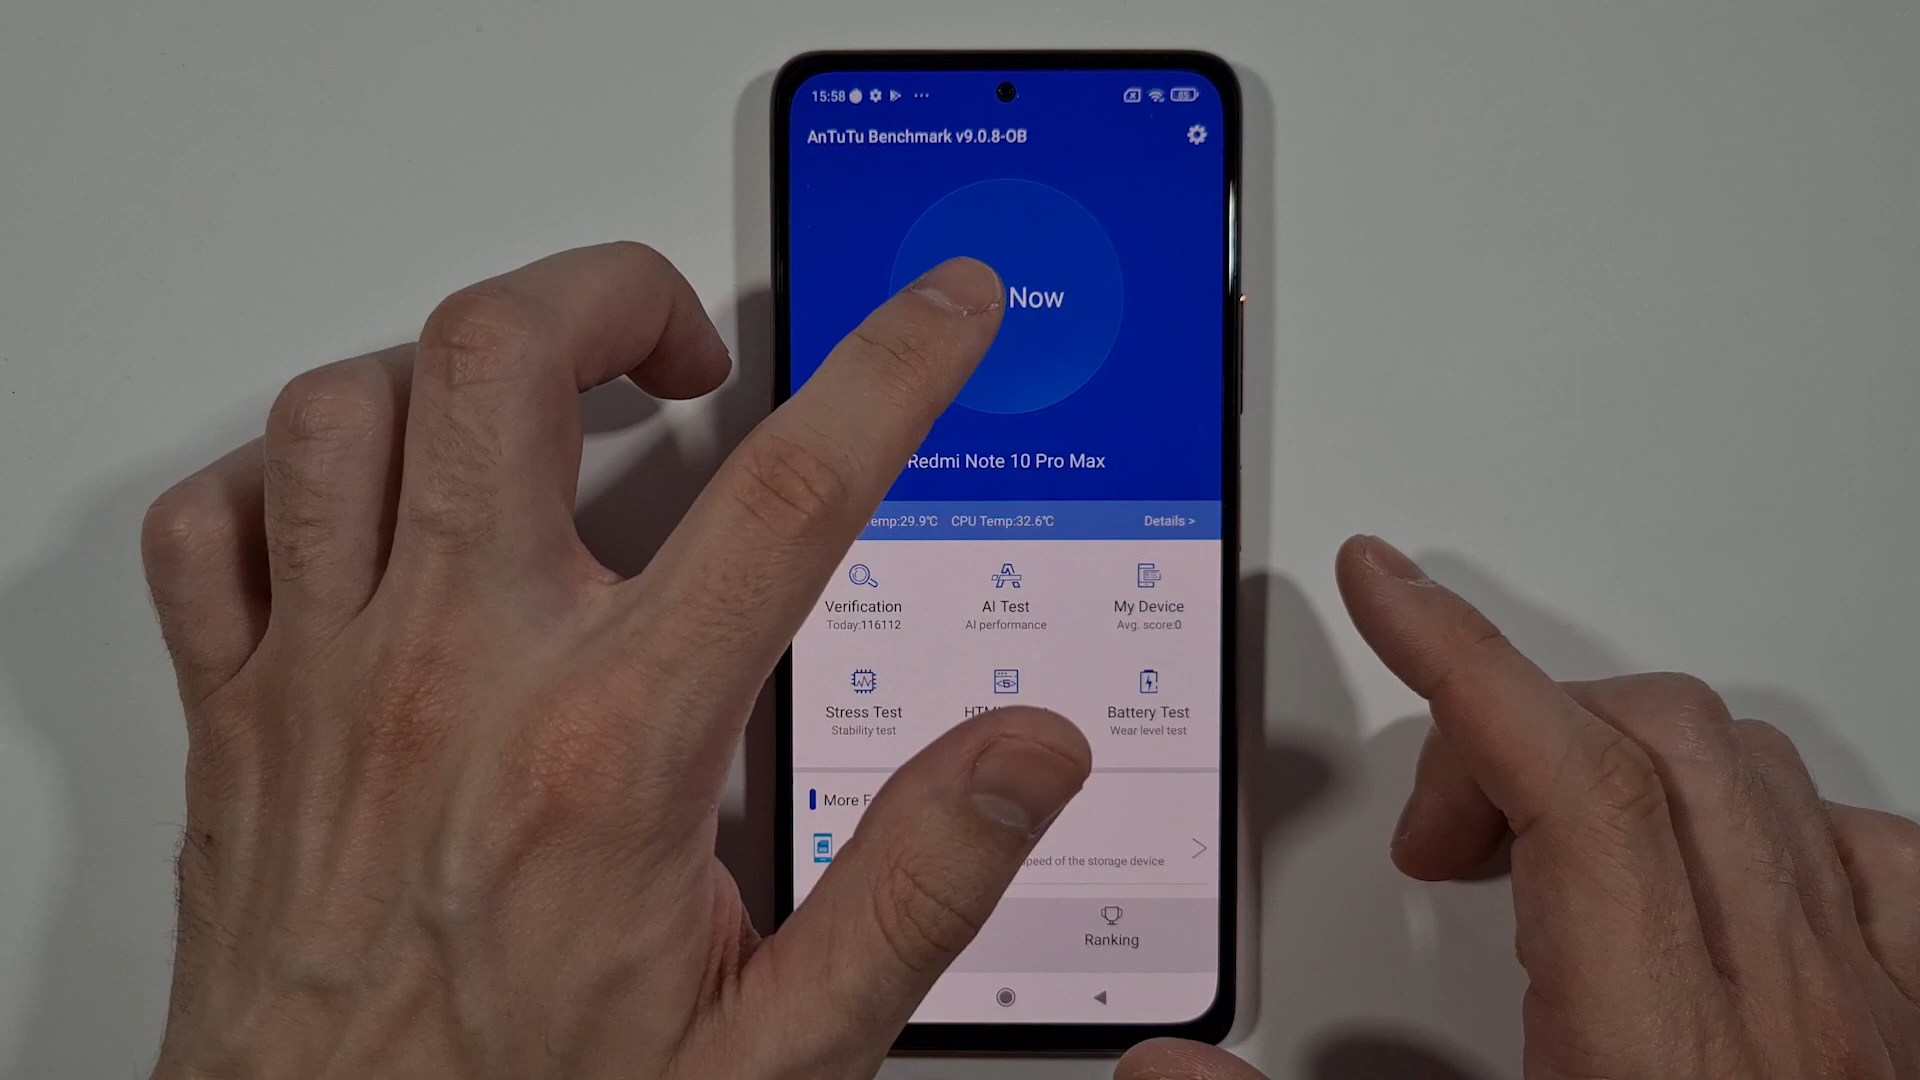 15:58 85
AnTuTu Benchmark v9.0.8-OB
Now
Redmi Note 10 Pro Max
emp:29.9℃ CPU Temp:32.6℃ Details >
Verification AI Test My Device
Today:116112 AI performance Avg. score:0
Stress Test HTM Battery Test
Stability test Wear level test
More F
speed of the storage device
Ranking